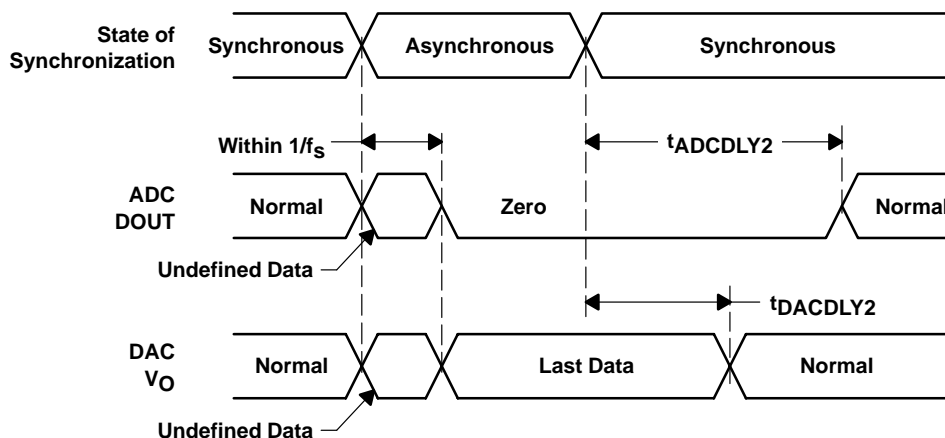 State of
Synchronization
Synchronous
Asynchronous
Synchronous
Within 1/fs
tADCDLY2
ADC
DOUT
Normal
Zero
Normal
Undefined Data
tDACDLY2
DAC
VO
Normal
Last Data
Normal
Undefined Data